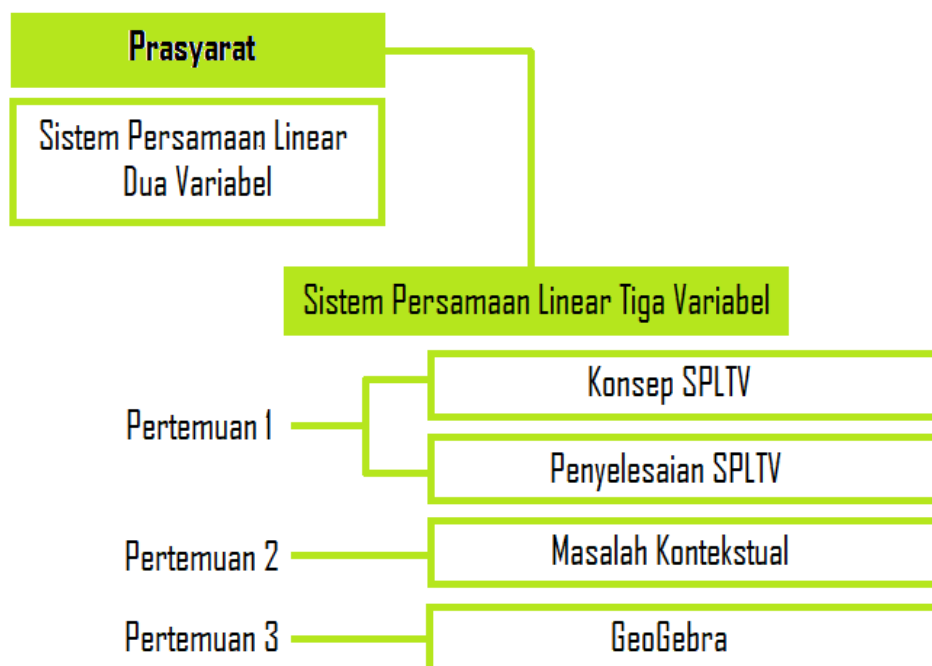 Prasyarat
Sistem Persamaan Linear
Dua Variabel
Sistem Persamaan Linear Tiga Variabel
Pertemuan 1
Konsep SPLTV
Penyelesaian SPLTV
Pertemuan 2
Masalah Kontekstual
Pertemuan 3
GeoGebra